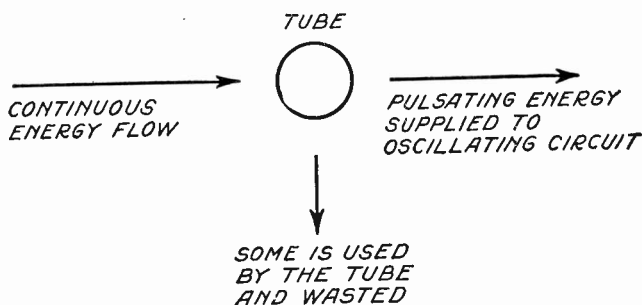 TUBE
CONTINUOUS
ENERGY FLOW
PULSATING ENERGY
SUPPLIED TO
OSCILLATING CIRCUIT
SOME IS USED
BY THE TUBE
AND WASTED